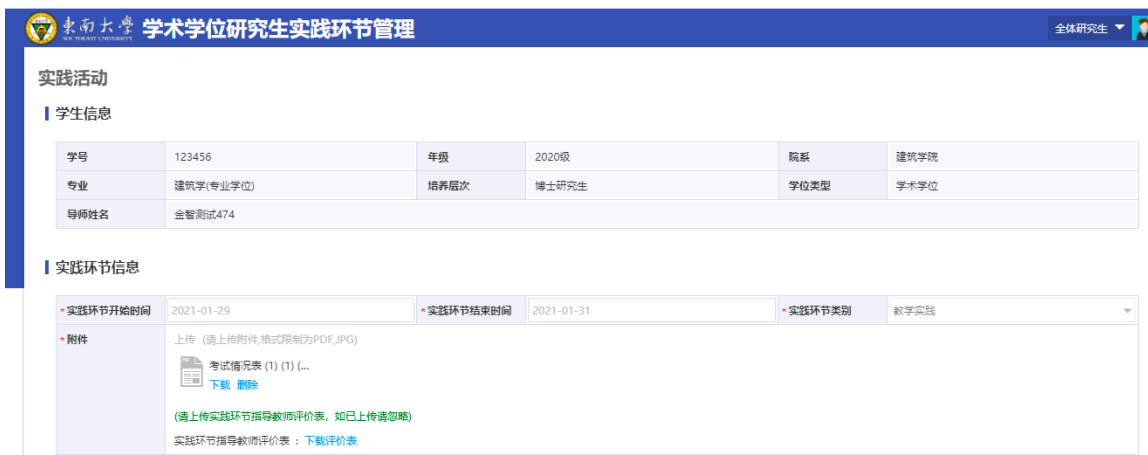 東南大學 学术学位研究生实践环节管理 全体研究生
SOUTHEAST UNIVERSITY
实践活动
学生信息
学号 123456 年级 2020级 院系 建筑学院
专业 建筑学(专业学位) 培养层次 博士研究生 学位类型 学术学位
导师姓名 金智测试474
实践环节信息
*实践环节开始时间 2021-01-29 *实践环节结束时间 2021-01-31 *实践环节类别 教学实践
*附件 上传 (请上传附件,格式限制为PDF,JPG)
考试情况表 (1) (1) (...
下载 删除
(请上传实践环节指导教师评价表，如已上传请忽略)
实践环节指导教师评价表 : 下载评价表